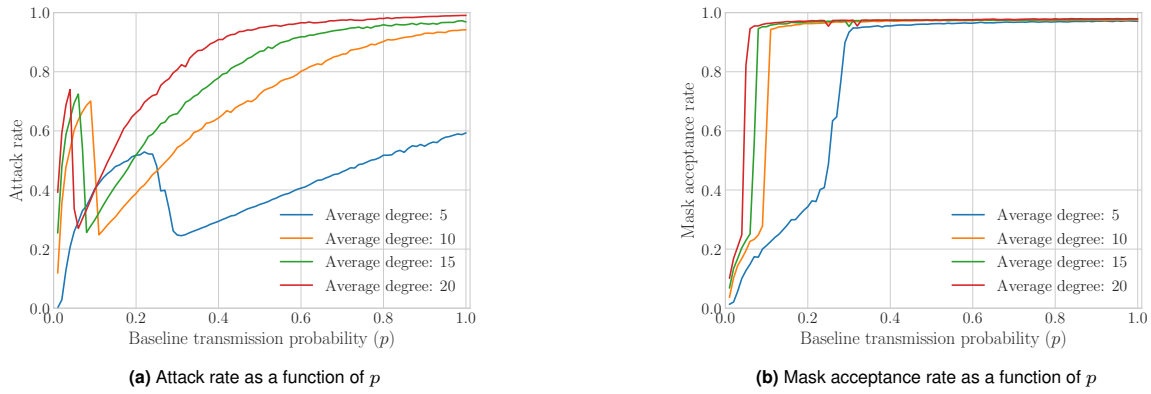 1.0
0.8
0.6
0.4
0.2
0.0
Attack rate
Average degree: 5
Average degree: 10
Average degree: 15
Average degree: 20
0.0 0.2 0.4 0.6 0.8 1.0
Baseline transmission probability (p)
(a) Attack rate as a function of p
1.0
0.8
0.6
0.4
0.2
0.0
Mask acceptance rate
Average degree: 5
Average degree: 10
Average degree: 15
Average degree: 20
0.0 0.2 0.4 0.6 0.8 1.0
Baseline transmission probability (p)
(b) Mask acceptance rate as a function of p